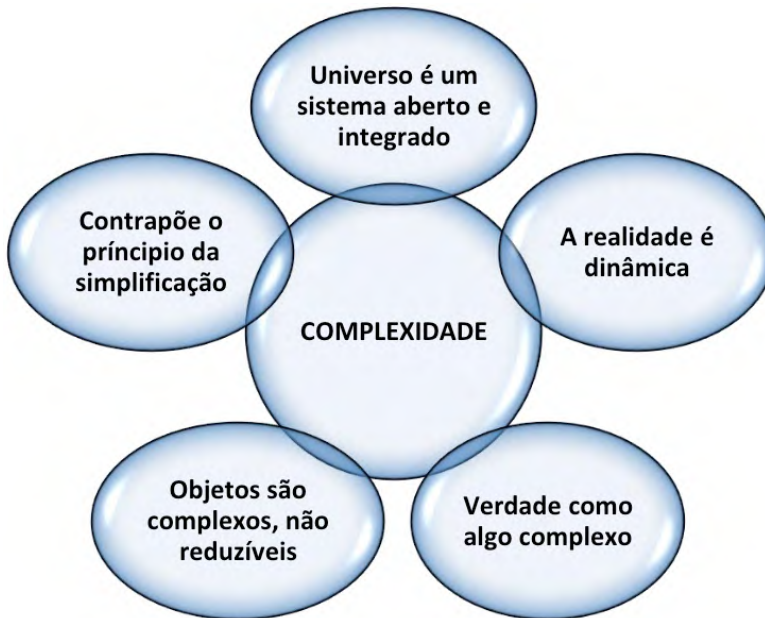 Universo é um
sistema aberto e
integrado
Contrapõe o
príncipio da
simplificação
A realidade é
dinâmica
COMPLEXIDADE
Objetos são
complexos, não
reduzíveis
Verdade como
algo complexo